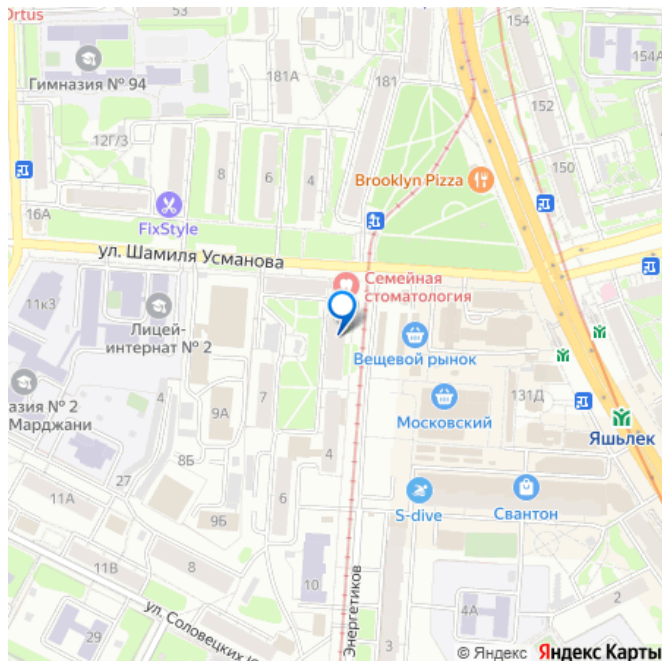 Ortus
53
154
154А
Гимназия № 94
181А
181
152
12Г/3
8
6
4
150
Brooklyn Pizza
16А
FixStyle
ул. Шамиля Усманова
Семейная
стоматология
11к3
Лицей-
интернат № 2
Вещевой рынок
азия № 2
Марджани
4
9А
7
Московский
131Д
Яшьлек
27
8Б
4
11А
9Б
6
S-dive
Свантон
11В
8
10
Энергетиков
4А
2
ул. Соловецких Ю
29
© Яндекс Яндекс Карты